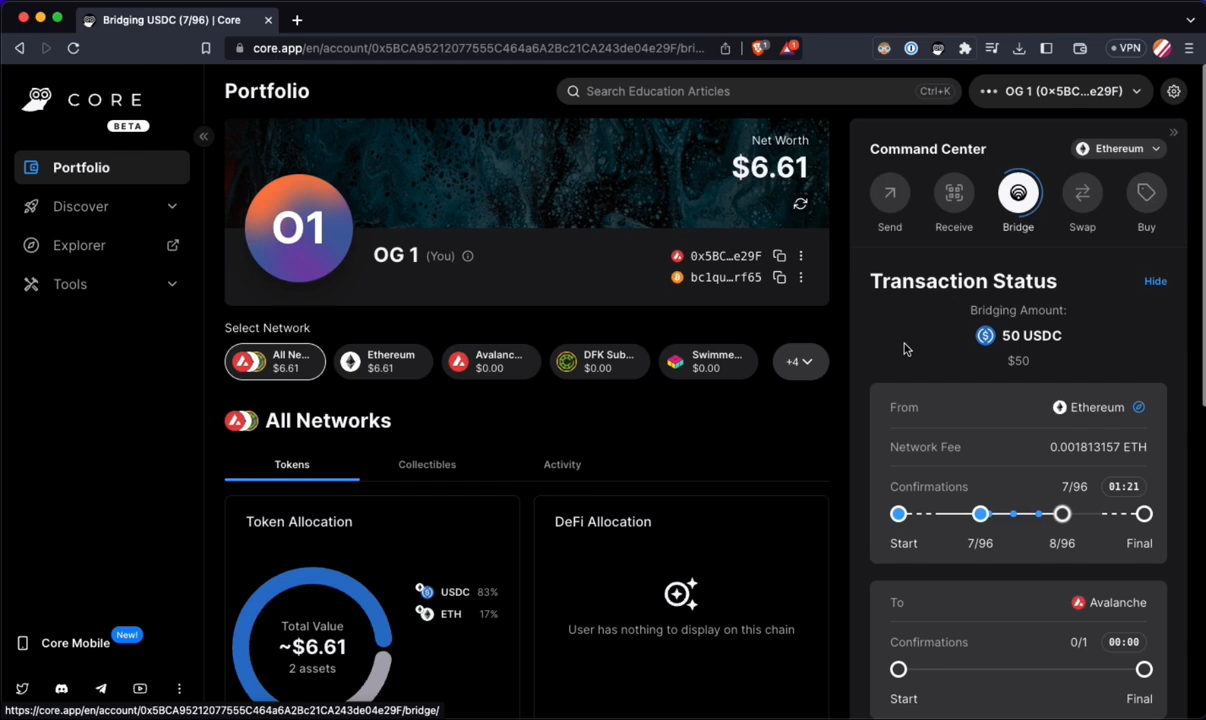 Bridging USDC (7/96) | Core
core.app/en/account/0x5BCA95212077555C464a6A2Bc21CA243de04e29F/bri...
1
1
VPN
CORE
BETA
Portfolio
Discover
Explorer
Tools
Core Mobile
New!
Portfolio
Search Education Articles
Ctrl+K
OG 1 (0x5BC...e29F)
Net Worth
$6.61
O1
OG 1 (You)
0x5BC...e29F
bc1qu...rf65
Select Network
All Ne...
$6.61
Ethereum
$6.61
Avalanc...
$0.00
DFK Sub...
$0.00
Swimme...
$0.00
+4
All Networks
Tokens
Collectibles
Activity
Token Allocation
Total Value
~$6.61
2 assets
USDC 83%
ETH 17%
DeFi Allocation
User has nothing to display on this chain
Command Center
Ethereum
Send
Receive
Bridge
Swap
Buy
Transaction Status
Hide
Bridging Amount:
50 USDC
$50
From
Ethereum
Network Fee
0.001813157 ETH
Confirmations
7/96
01:21
Start
7/96
8/96
Final
To
Avalanche
Confirmations
0/1
00:00
Start
Final
https://core.app/en/account/0x5BCA95212077555C464a6A2Bc21CA243de04e29F/bridge/